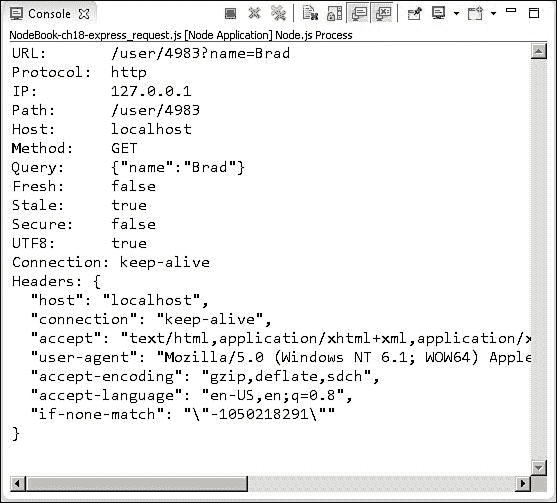 Console
NodeBook-ch18-express_request.js [Node Application] Node.js Process
URL: /user/4983?name=Brad
Protocol: http
IP: 127.0.0.1
Path: /user/4983
Host: localhost
Method: GET
Query: {"name":"Brad"}
Fresh: false
Stale: true
Secure: false
UTF8: true
Connection: keep-alive
Headers: {
"host": "localhost",
"connection": "keep-alive",
"accept": "text/html,application/xhtml+xml,application/x
"user-agent": "Mozilla/5.0 (Windows NT 6.1; WOW64) Apple
"accept-encoding": "gzip,deflate,sdch",
"accept-language": "en-US,en;q=0.8",
"if-none-match": "\"-1050218291\""
}